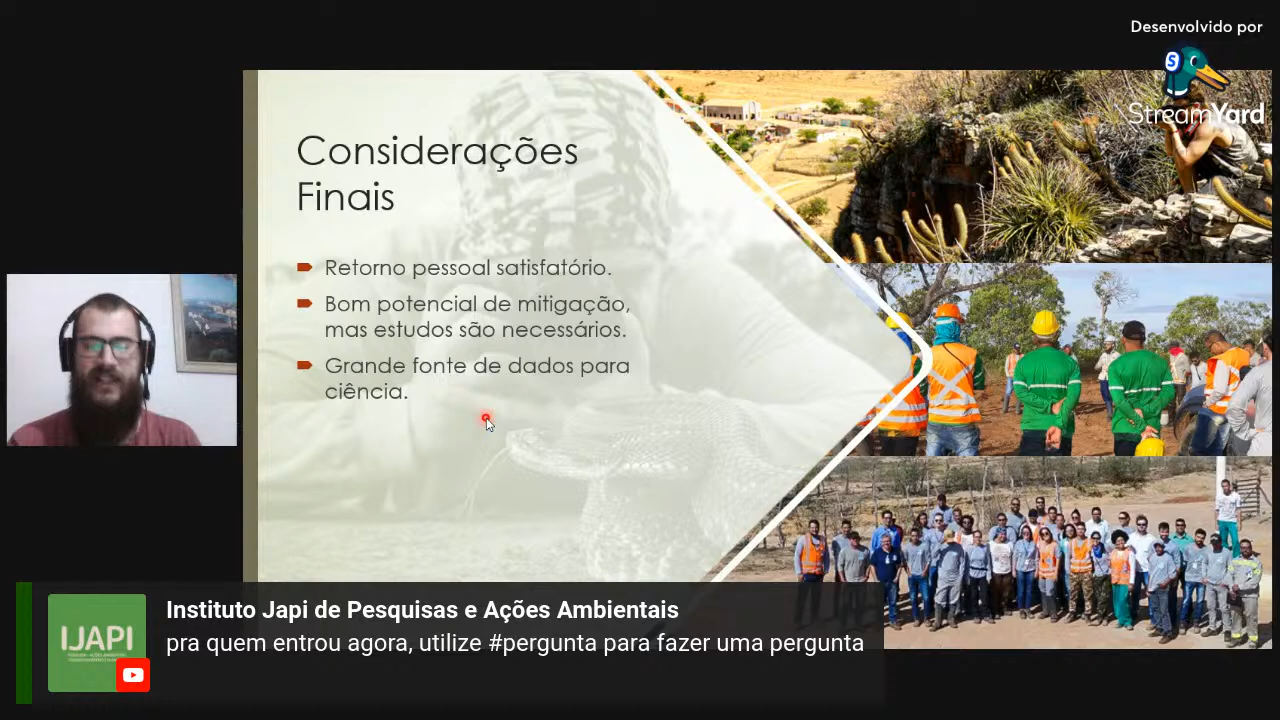 Desenvolvido por
StreamYard
Considerações
Finais
Retorno pessoal satisfatório.
Bom potencial de mitigação,
mas estudos são necessários.
Grande fonte de dados para
ciência.
IJAPI
Instituto Japi de Pesquisas e Ações Ambientais
pra quem entrou agora, utilize #pergunta para fazer uma pergunta